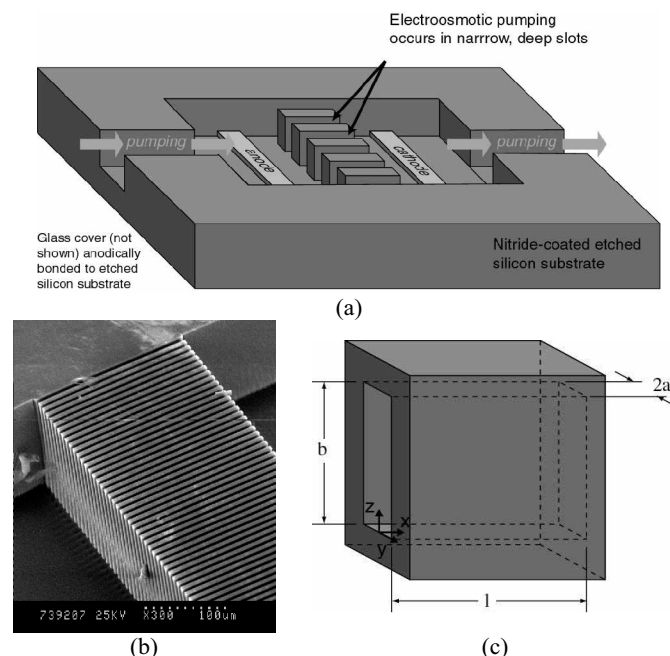 Electroosmotic pumping
occurs in narrrow, deep slots
pumping
anode
cathode
pumping
Glass cover (not
shown) anodically
bonded to etched
silicon substrate
Nitride-coated etched
silicon substrate
(a)
2a
b
z
x
y
l
739207 25KV X300 100µm
(b)
(c)